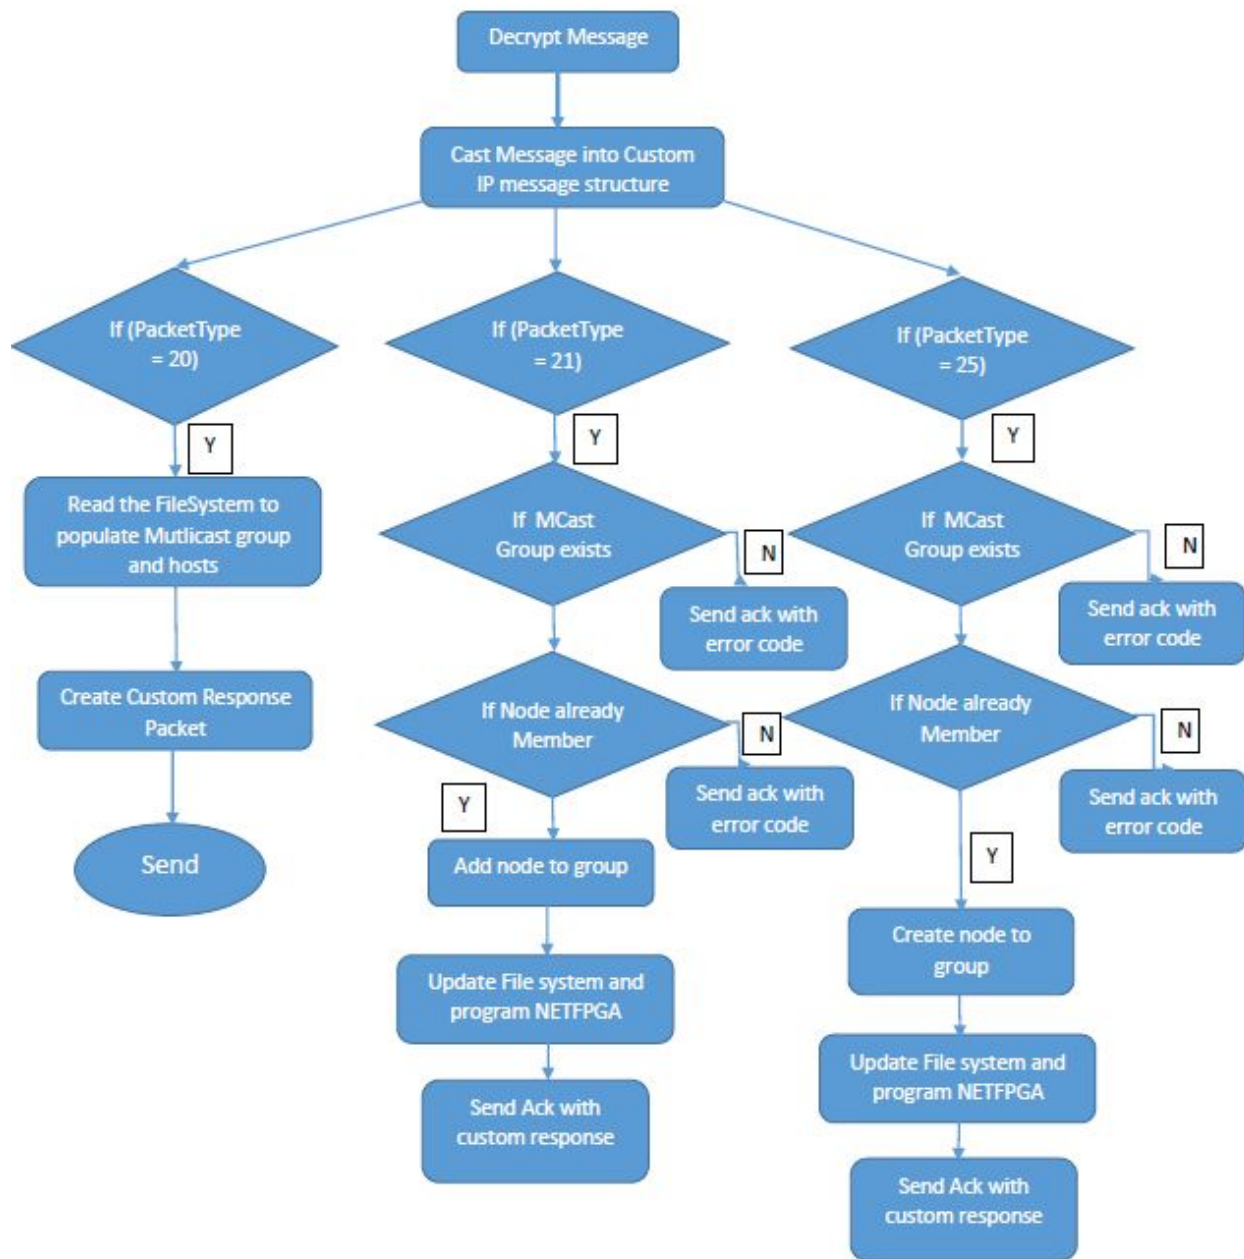 Decrypt Message
Cast Message into Custom
IP message structure
If (PacketType
= 20)
If (PacketType
= 21)
If (PacketType
= 25)
Y
Y
Y
Read the FileSystem to
populate Mutlicast group
and hosts
If MCast
Group exists
N
If MCast
Group exists
N
Send ack with
error code
Send ack with
error code
Create Custom Response
Packet
If Node already
Member
N
If Node already
Member
N
Send ack with
error code
Send ack with
error code
Y
Y
Send
Add node to group
Create node to
group
Update File system and
program NETFPGA
Update File system and
program NETFPGA
Send Ack with
custom response
Send Ack with
custom response